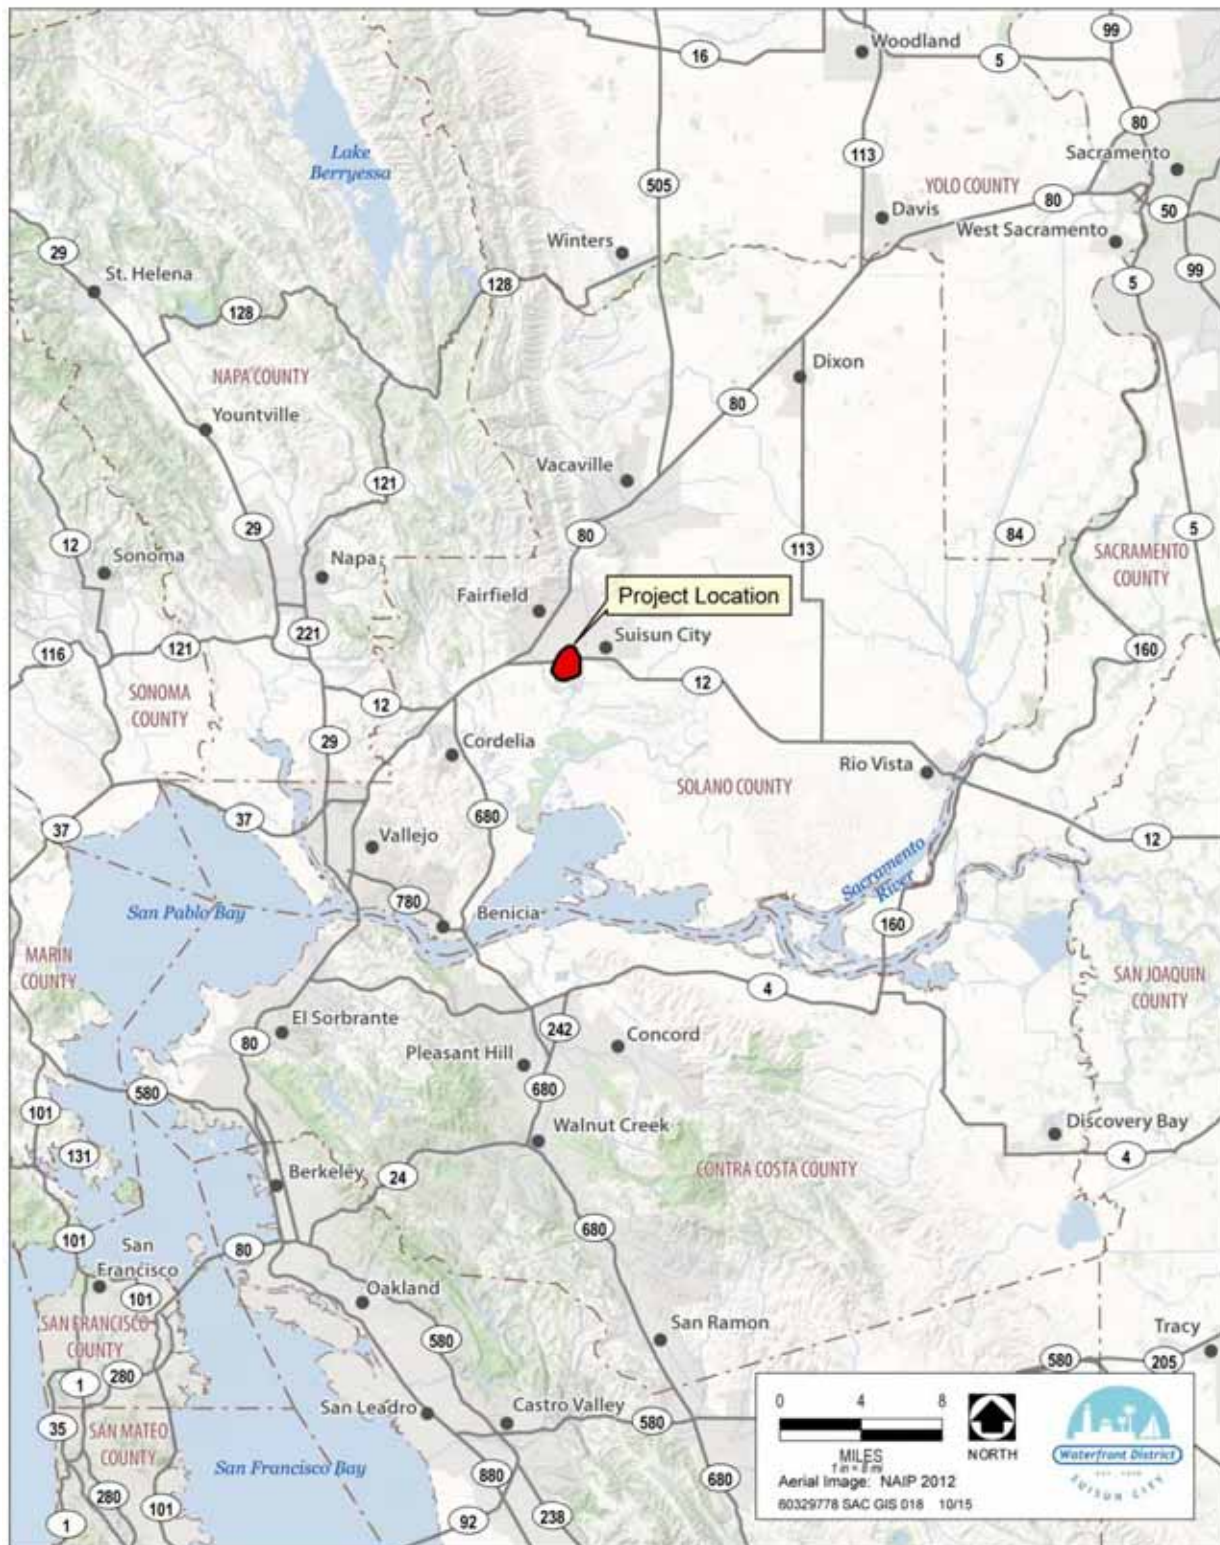 99
16
Woodland
5
80
Lake
Berryessa
113
Sacramento
505
YOLO COUNTY
80
50
Davis
West Sacramento
29
Winters
99
St. Helena
128
5
128
Dixon
NAPA COUNTY
80
Yountville
Vacaville
121
29
80
5
12
84
113
Sonoma
Napa
SACRAMENTO
COUNTY
Fairfield
Project Location
221
Suisun City
121
116
160
12
SONOMA
COUNTY
12
29
Cordelia
Rio Vista
SOLANO COUNTY
680
37
37
Vallejo
12
Sacramento
River
780
San Pablo Bay
Benicia
160
MARIN
COUNTY
SAN JOAQUIN
COUNTY
4
El Sorbrante
242
Concord
80
Pleasant Hill
680
580
101
Discovery Bay
Walnut Creek
131
4
CONTRA COSTA COUNTY
Berkeley
24
680
101
80
San
Francisco
101
Oakland
SAN FRANCISCO
COUNTY
580
San Ramon
Tracy
580
205
280
1
San Leadro
Castro Valley
35
580
SAN MATEO
COUNTY
San Francisco Bay
880
680
280
101
238
92
1
0 4 8
MILES
1 in = 8 mi
NORTH
Aerial Image: NAIP 2012
60329778 SAC GIS 018 10/15
Waterfront District
SUISUN CITY